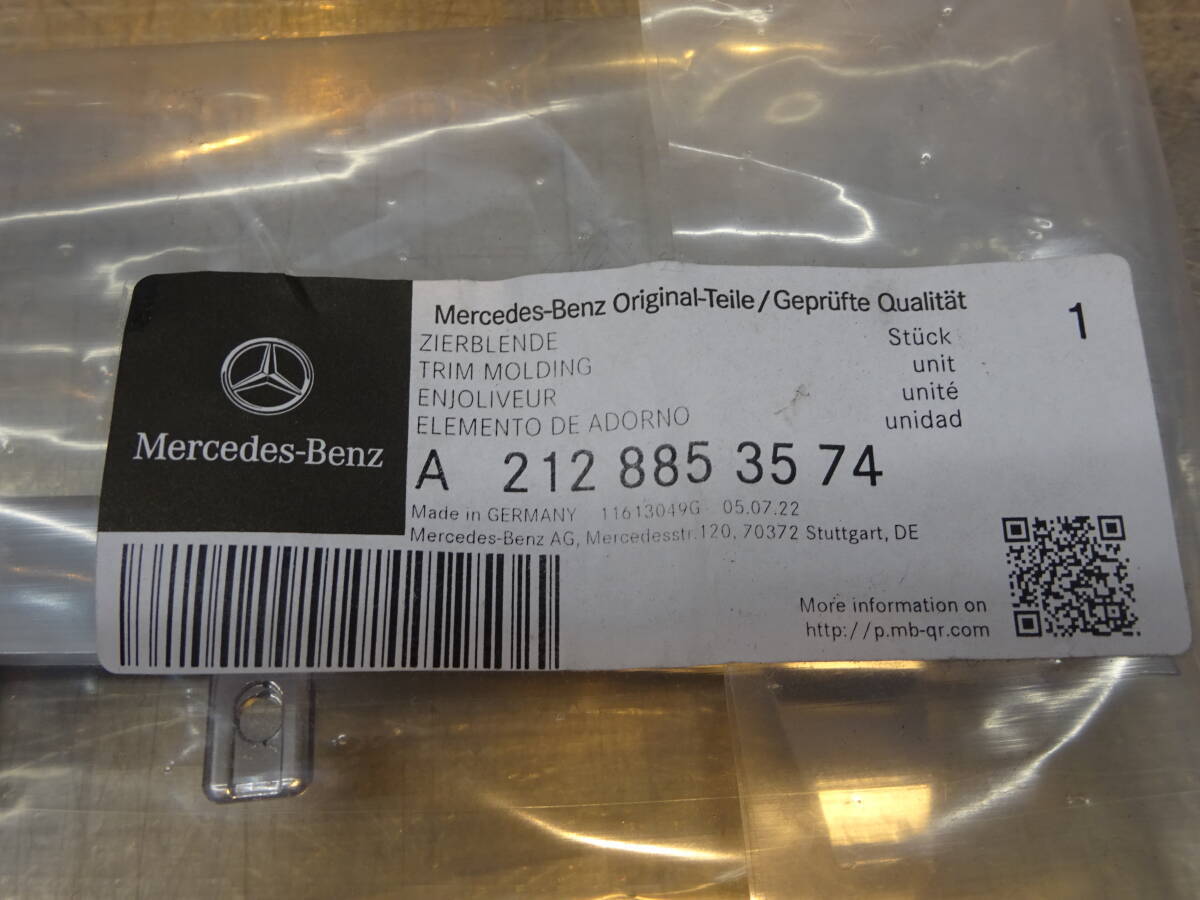 Mercedes-Benz Original-Teile/Geprüfte Qualität
1
ZIERBLENDE Stück
TRIM MOLDING unit
ENJOLIVEUR unité
ELEMENTO DE ADORNO unidad
Mercedes-Benz
A 212 885 35 74
Made in GERMANY 11613049G 05.07.22
Mercedes-Benz AG, Mercedesstr.120, 70372 Stuttgart, DE
More information on
http://p.mb-qr.com